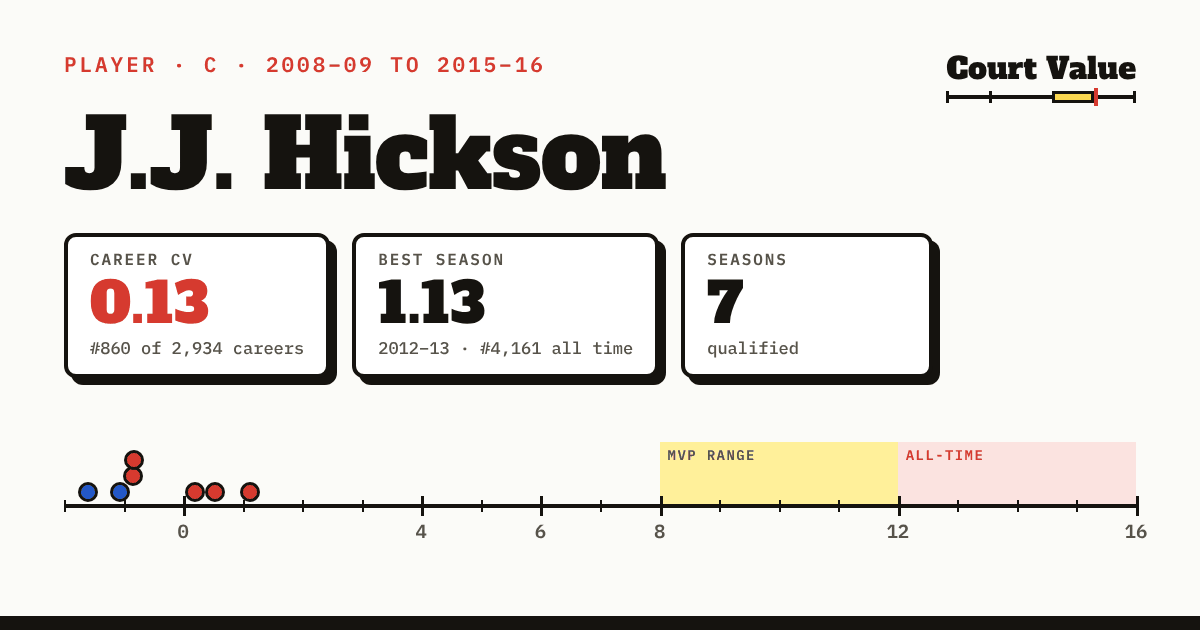 PLAYER · C · 2008–09 TO 2015–16
Court Value
J.J. Hickson
CAREER CV
0.13
#860 of 2,934 careers
BEST SEASON
1.13
2012–13 · #4,161 all time
SEASONS
7
qualified
MVP RANGE
ALL-TIME
0 4 6 8 12 16